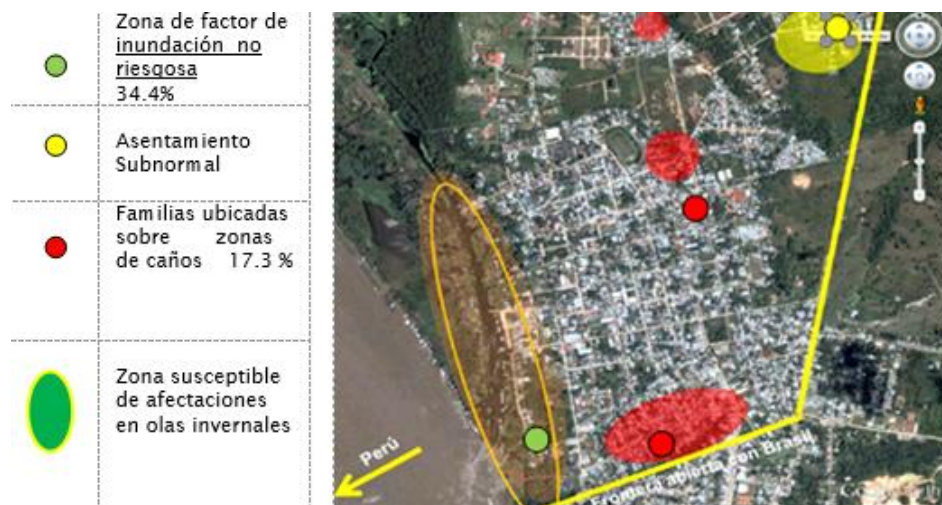 Zona de factor de
inundación no
riesgosa
34.4%
Asentamiento
Subnormal
Familias ubicadas
sobre zonas
de caños 17.3 %
Zona susceptible
de afectaciones
en olas invernales
Perú
Frontera abierta con Brasil